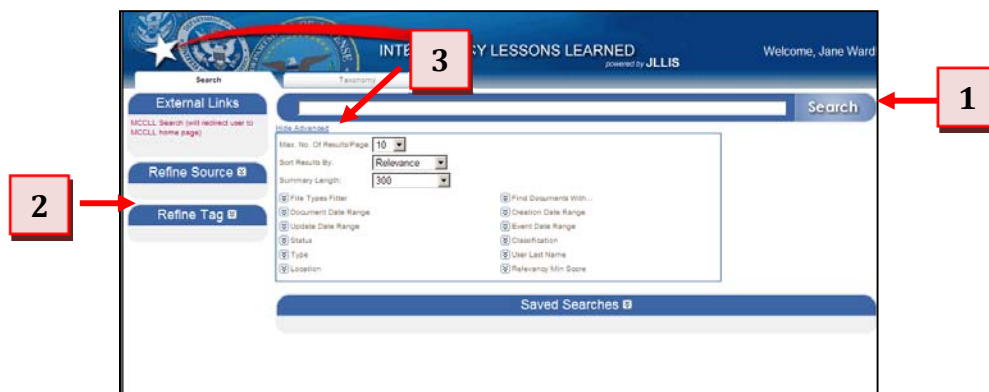 INTE
CY LESSONS LEARNED
powered by JLLIS
Welcome, Jane Ward
3
Search
Taxonomy
1
External Links
Search
MCCLL Search (will redirect user to
MCCLL home page)
Hide Advanced
Max. No. Of Results/Page: 10
Sort Results By: Relevance
Summary Length: 300
Refine Source
2
Refine Tag
File Types Filter
Find Documents With...
Document Date Range
Creation Date Range
Update Date Range
Event Date Range
Status
Classification
Type
User Last Name
Location
Relevancy Min Score
Saved Searches